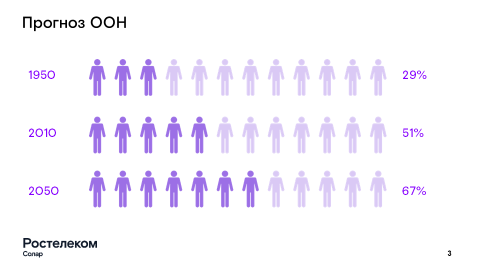 Прогноз ООН
1950 29%
2010 51%
2050 67%
Ростелеком
Солар
3